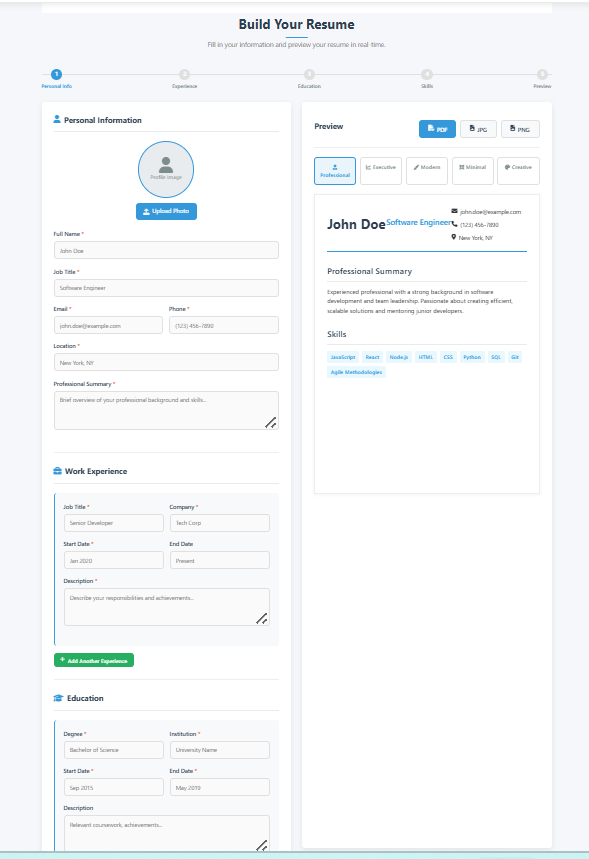 Build Your Resume
Fill in your information and preview your resume in real-time.
1
2
3
4
5
Personal Info
Experience
Education
Skills
Preview
Personal Information
Profile Image
Upload Photo
Full Name *
John Doe
Job Title *
Software Engineer
Email *
Phone *
john.doe@example.com
(123) 456-7890
Location *
New York, NY
Professional Summary *
Brief overview of your professional background and skills...
Work Experience
Job Title *
Company *
Senior Developer
Tech Corp
Start Date *
End Date
Jan 2020
Present
Description *
Describe your responsibilities and achievements...
+ Add Another Experience
Education
Degree *
Institution *
Bachelor of Science
University Name
Start Date *
End Date *
Sep 2015
May 2019
Description
Relevant coursework, achievements...
Preview
PDF
JPG
PNG
Professional
Executive
Modern
Minimal
Creative
John Doe
Software Engineer
john.doe@example.com
(123) 456-7890
New York, NY
Professional Summary
Experienced professional with a strong background in software
development and team leadership. Passionate about creating efficient,
scalable solutions and mentoring junior developers.
Skills
JavaScript
React
Node.js
HTML
CSS
Python
SQL
Git
Agile Methodologies